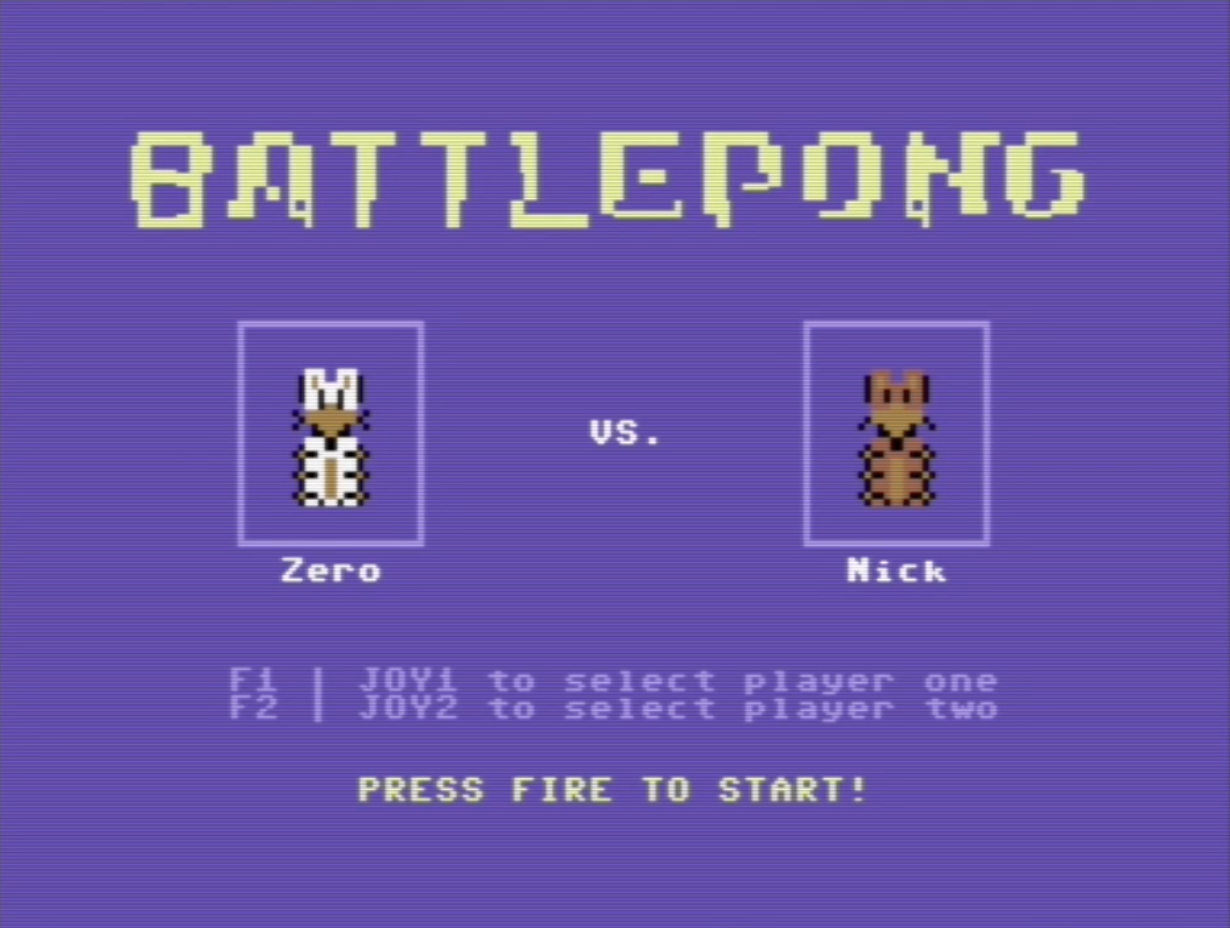 BATTLEPONG
VS.
Zero
Nick
F1 | JOY1 to select player one
F2 | JOY2 to select player two
PRESS FIRE TO START!